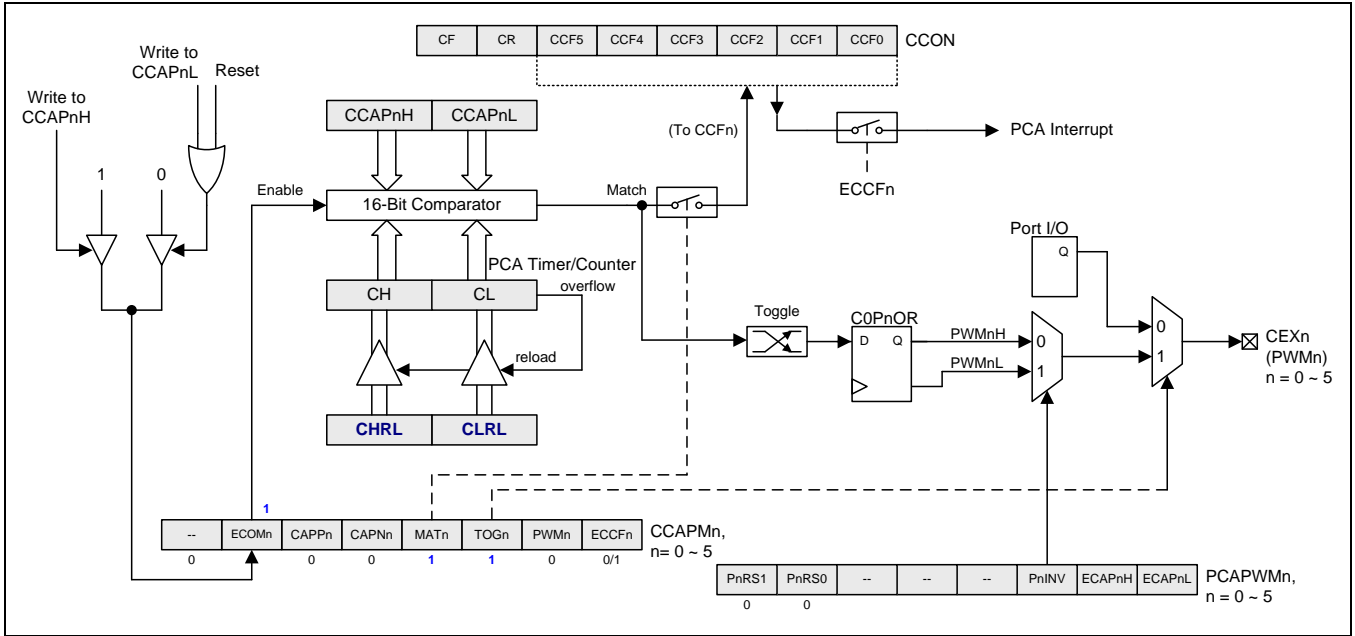 CF CR CCF5 CCF4 CCF3 CCF2 CCF1 CCF0 CCON
Write to
CCAPnL
Reset
Write to
CCAPnH
CCAPnH CCAPnL
(To CCFn)
PCA Interrupt
ECCFn
1 0
Enable
16-Bit Comparator
Match
Port I/O
Q
PCA Timer/Counter
overflow
CH CL
Toggle
C0PnOR
D Q
PWMnH
PWMnL
0
1
0
1
CEXn
(PWMn)
n = 0 ~ 5
reload
CHRL CLRL
1
-- ECOMn CAPPn CAPNn MATn TOGn PWMn ECCFn
CCAPMn,
n= 0 ~ 5
0 0 0 1 1 0 0/1
PnRS1 PnRS0 -- -- -- PnINV ECAPnH ECAPnL
PCAPWMn,
n = 0 ~ 5
0 0